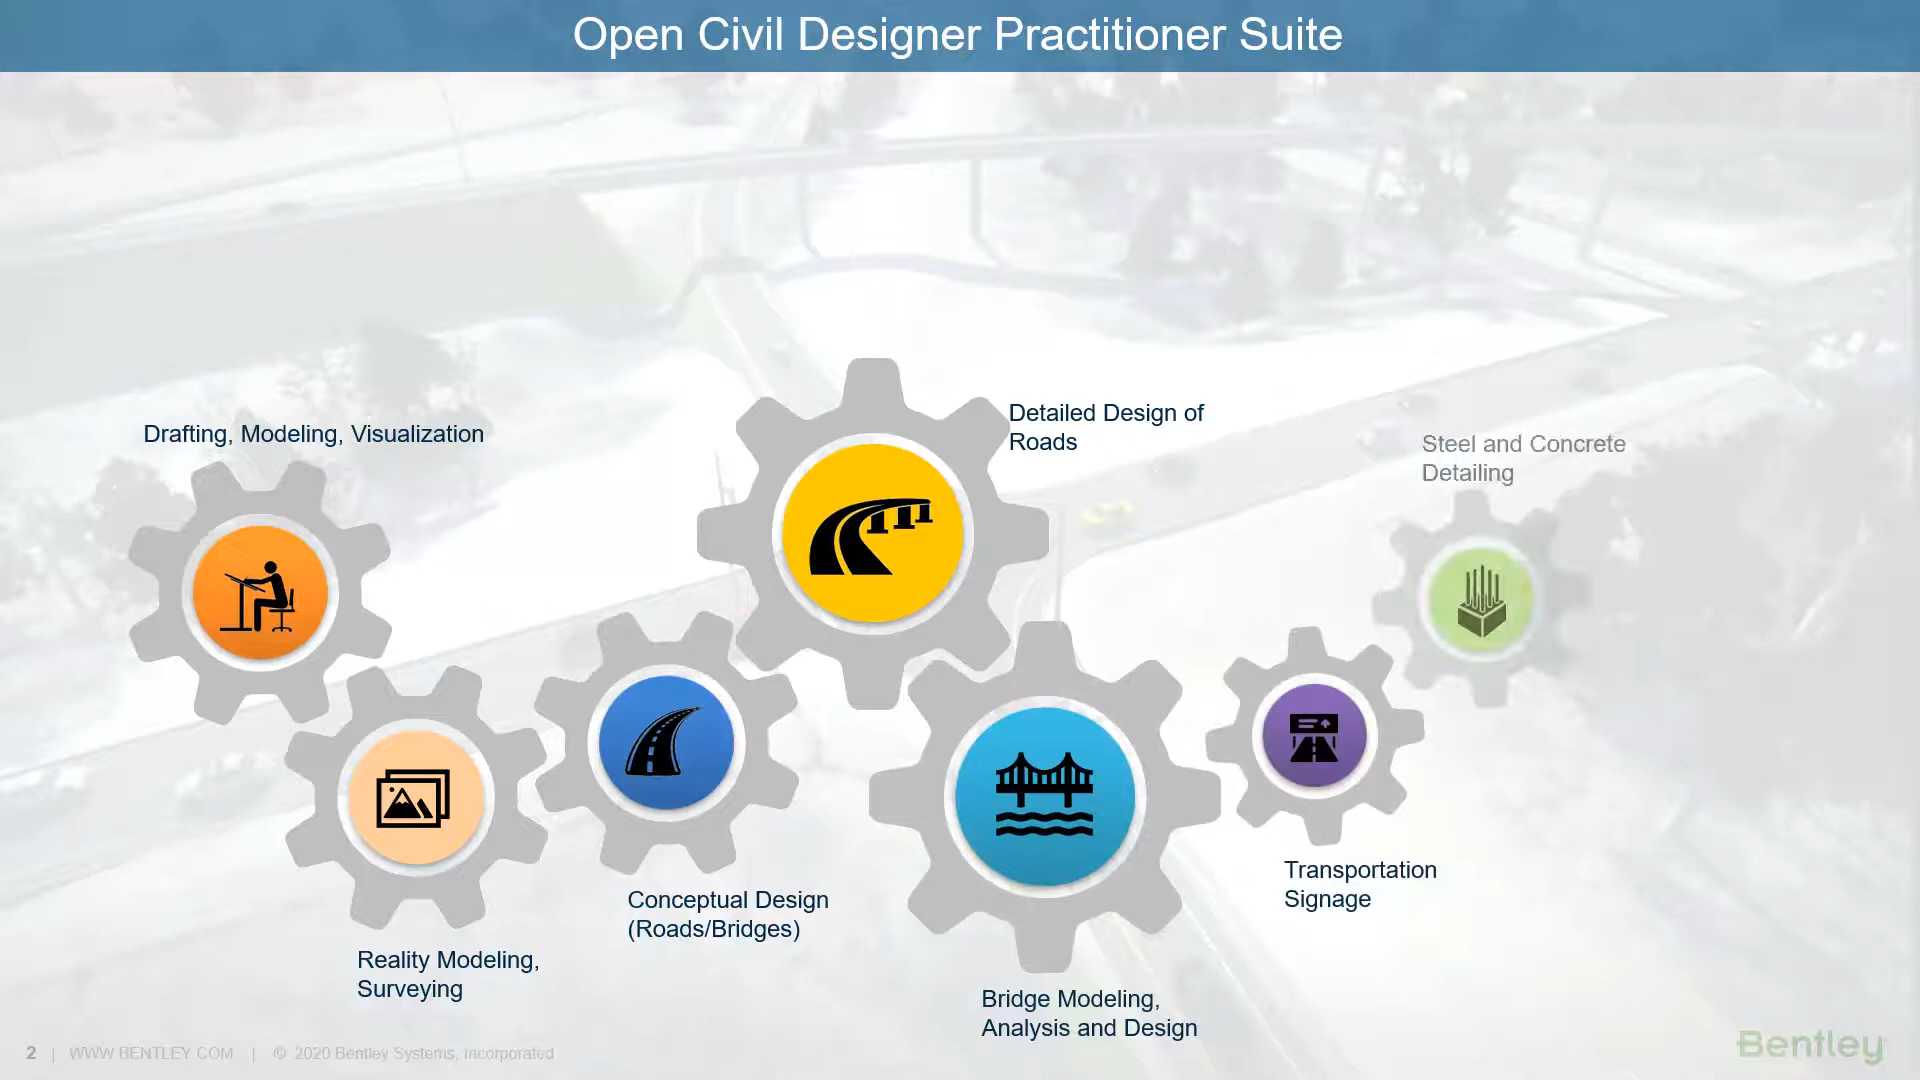 Open Civil Designer Practitioner Suite
Drafting, Modeling, Visualization
Detailed Design of
Roads
Steel and Concrete
Detailing
Transportation
Signage
Conceptual Design
(Roads/Bridges)
Reality Modeling,
Surveying
Bridge Modeling,
Analysis and Design
2 | WWW.BENTLEY.COM | © 2020 Bentley Systems, Incorporated
Bentley